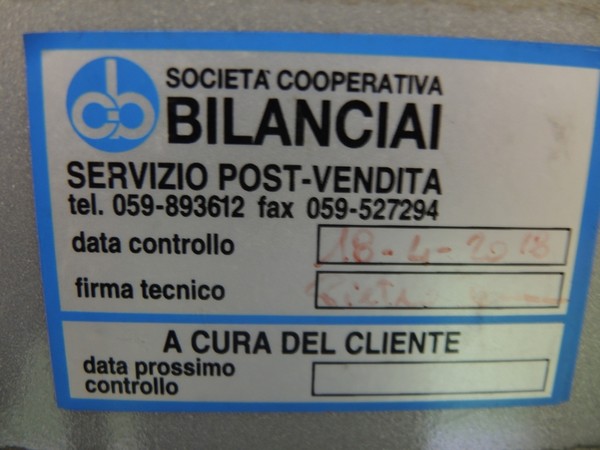 SOCIETÀ COOPERATIVA
BILANCIAI
SERVIZIO POST-VENDITA
tel. 059-893612 fax 059-527294
data controllo 18-4-2018
firma tecnico
A CURA DEL CLIENTE
data prossimo
controllo